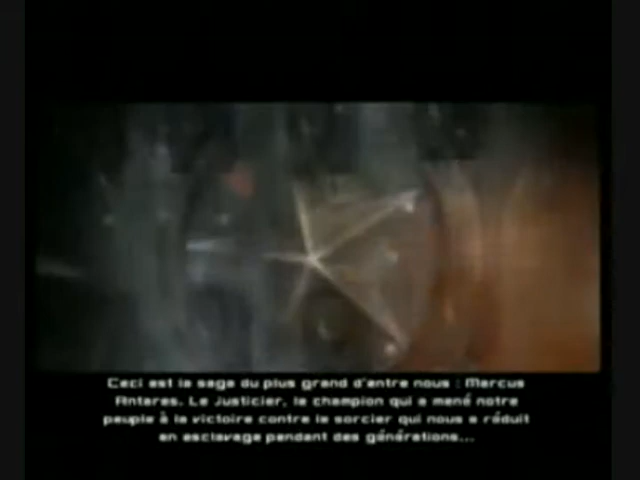 Ceci est la saga du plus grand d'entre nous : Marcus
Antares. Le Justicier, le champion qui a mené notre
peuple à la victoire contre le sorcier qui nous a réduit
en esclavage pendant des générations...